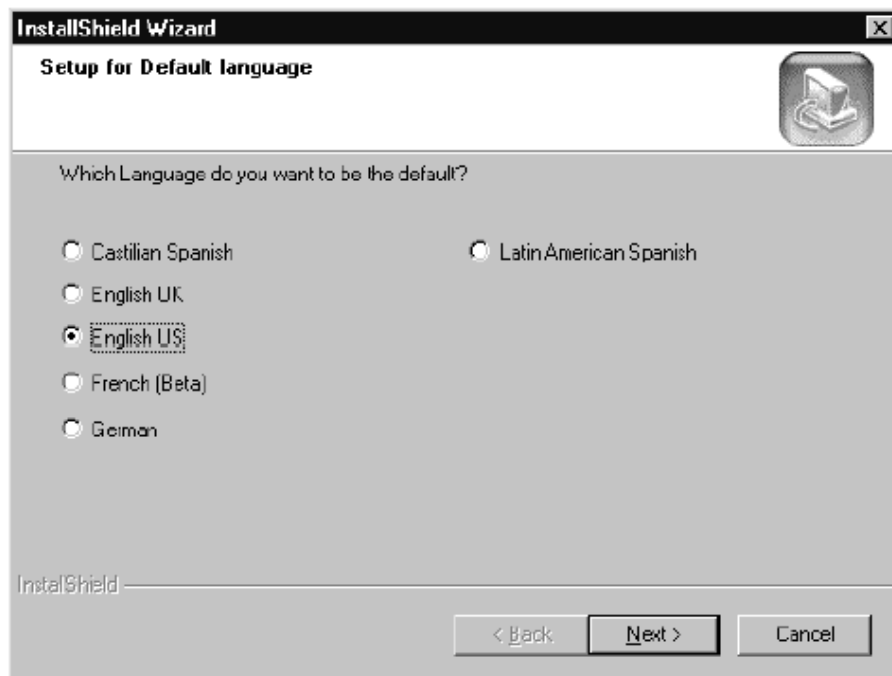 InstallShield Wizard
Setup for Default language
Which Language do you want to be the default?
Castilian Spanish
Latin American Spanish
English UK
English US
French (Beta)
German
InstallShield
< Back
Next >
Cancel